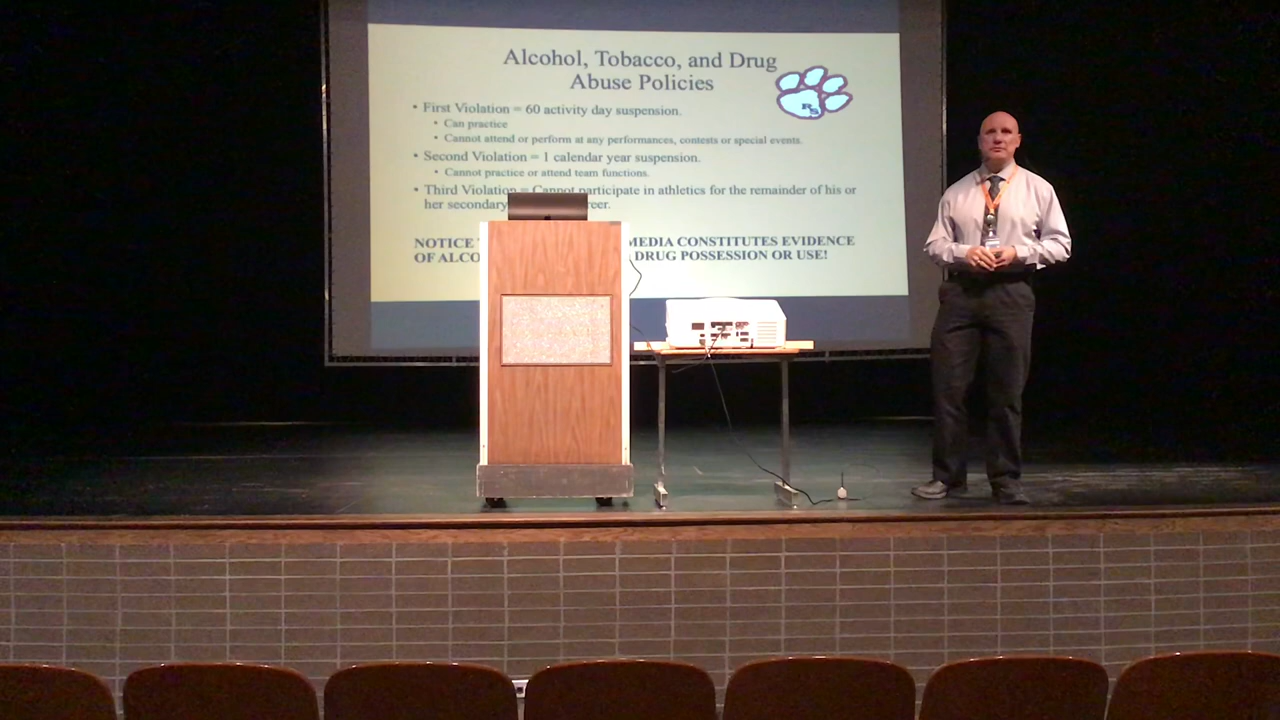 Alcohol, Tobacco, and Drug
Abuse Policies
RS
• First Violation = 60 activity day suspension.
• Can practice
• Cannot attend or perform at any performances, contests or special events.
• Second Violation = 1 calendar year suspension.
• Cannot practice or attend team functions.
• Third Violation = Cannot participate in athletics for the remainder of his or
her secondary
NOTICE MEDIA CONSTITUTES EVIDENCE
OF DRUG POSSESSION OR USE!